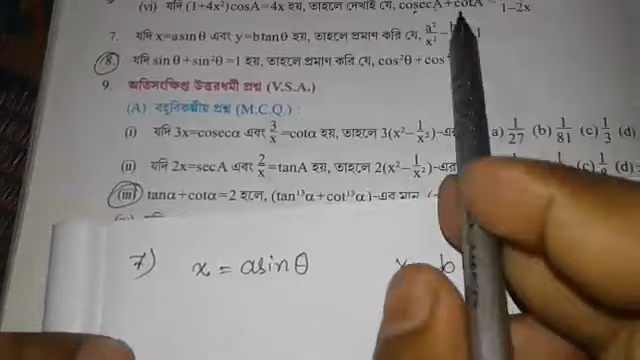 (vi) যদি (1+4x²)cosA=4x হয়, তাহলে দেখাই যে, cosecA+cotA 1−2x
7. যদি x=asinθ এবং y=btanθ হয়, তাহলে প্রমাণ করি যে, a²/x² − 1
8. যদি sinθ+sin²θ=1 হয়, তাহলে প্রমাণ করি যে, cos²θ+cos
9. অতিসংক্ষিপ্ত উত্তরধর্মী প্রশ্ন (V.S.A.)
(A) বহুবিকল্পীয় প্রশ্ন (M.C.Q.) :
(i) যদি 3x=cosecα এবং 3/x=cotα হয়, তাহলে 3(x²−1/x²)-এর (a) 1/27 (b) 1/81 (c) 1/3 (d)
(ii) যদি 2x=secA এবং 2/x=tanA হয়, তাহলে 2(x²−1/x²)-এর (c) (d)
(iii) tanα+cotα=2 হলে, (tan¹³α+cot¹³α)-এর মান
7) x = asinθ b